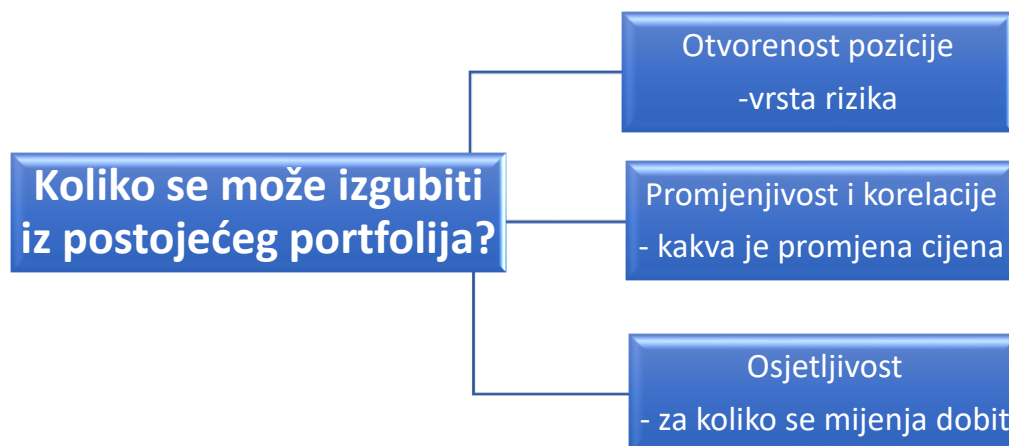 Koliko se može izgubiti
iz postojećeg portfolija?
Otvorenost pozicije
-vrsta rizika
Promjenjivost i korelacije
- kakva je promjena cijena
Osjetljivost
- za koliko se mijenja dobit